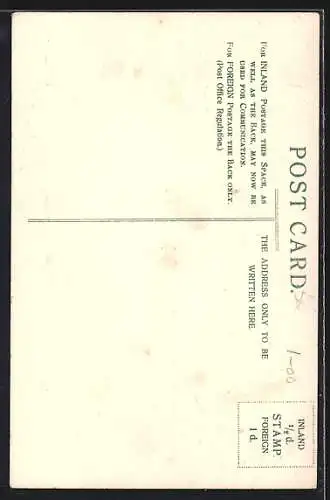 POST CARD.
For INLAND Postage this Space, as
well as the Back, may now be
used for Communication.
For FOREIGN Postage the Back only.
(Post Office Regulation.)
THE ADDRESS ONLY TO BE
WRITTEN HERE
1-00
INLAND
½d.
STAMP.
FOREIGN
1d.